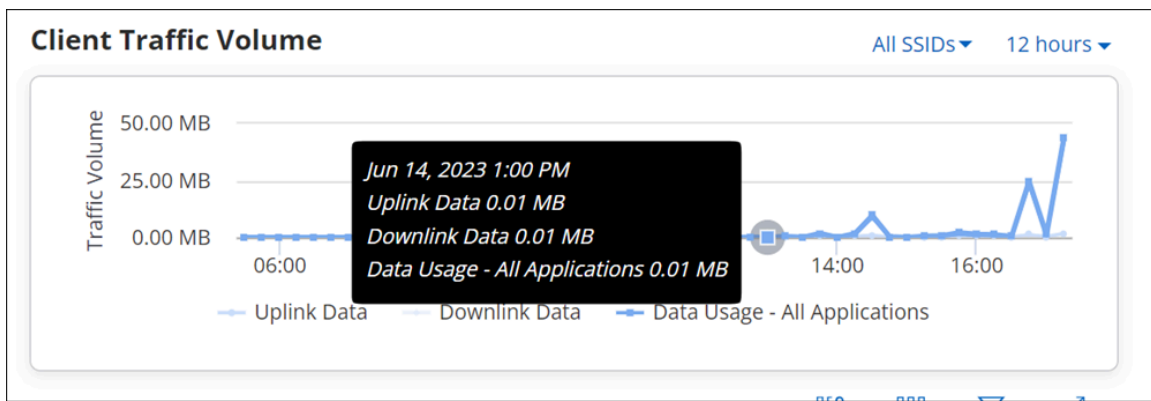 Client Traffic Volume
All SSIDs 12 hours
Traffic Volume
50.00 MB
25.00 MB
0.00 MB
Jun 14, 2023 1:00 PM
Uplink Data 0.01 MB
Downlink Data 0.01 MB
Data Usage - All Applications 0.01 MB
06:00 14:00 16:00
Uplink Data Downlink Data Data Usage - All Applications